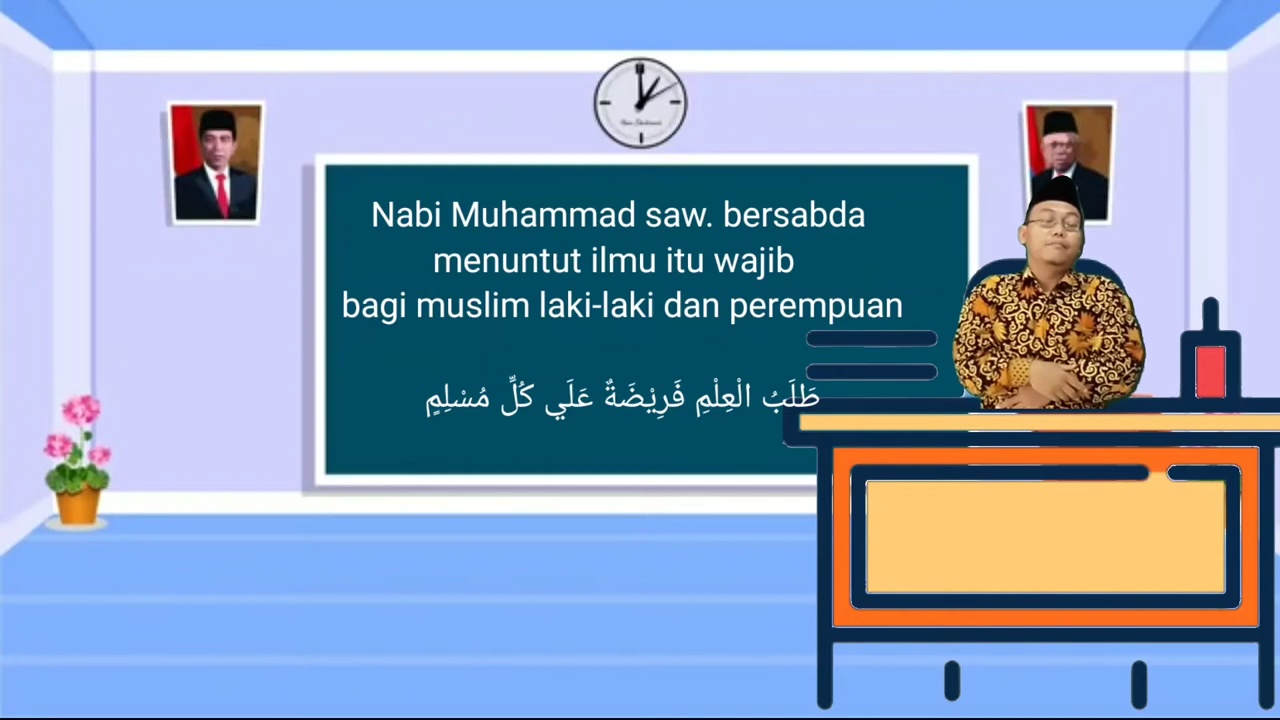 Nabi Muhammad saw. bersabda
menuntut ilmu itu wajib
bagi muslim laki-laki dan perempuan
طَلَبُ الْعِلْمِ فَرِيْضَةٌ عَلَي كُلِّ مُسْلِمٍ